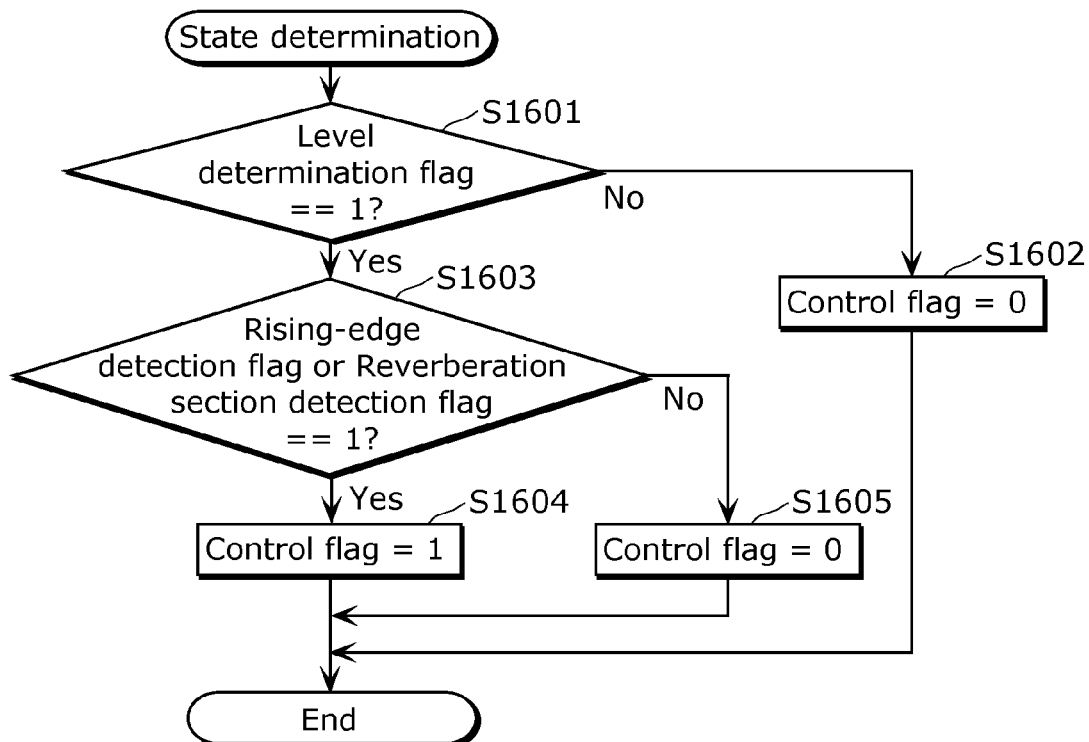 State determination
S1601
Level
determination flag
== 1?
No
Yes
S1602
Control flag = 0
S1603
Rising-edge
detection flag or Reverberation
section detection flag
== 1?
No
Yes
S1604
Control flag = 1
S1605
Control flag = 0
End